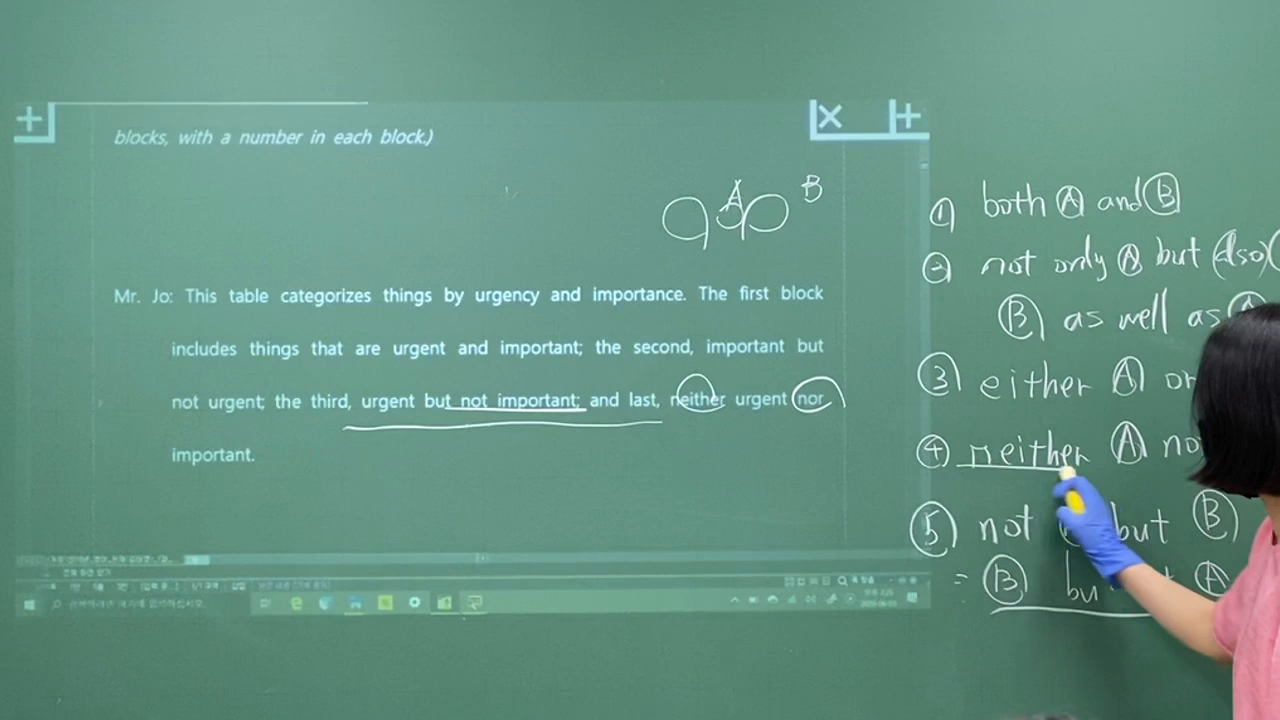 blocks, with a number in each block.)
A B
Mr. Jo: This table categorizes things by urgency and importance. The first block
includes things that are urgent and important; the second, important but
not urgent; the third, urgent but not important; and last, neither urgent nor
important.
① both Ⓐ and Ⓑ
② not only Ⓐ but (also)
Ⓑ as well as
③ either Ⓐ or
④ neither Ⓐ
⑤ not but Ⓑ
= Ⓑ Ⓐ